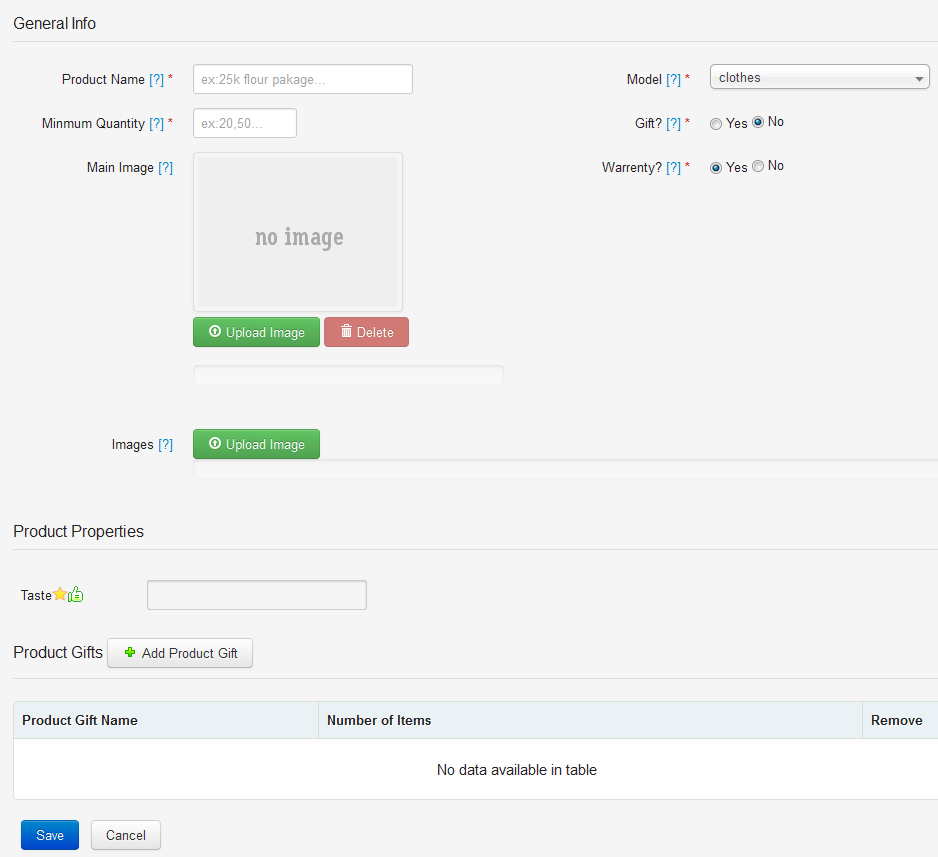 General Info
Product Name [?] *
ex:25k flour pakage...
Model [?] *
clothes
Minmum Quantity [?] *
ex:20,50...
Gift? [?] *
Yes No
Main Image [?]
Warrenty? [?] *
Yes No
no image
Upload Image
Delete
Images [?]
Upload Image
Product Properties
Taste
Product Gifts
Add Product Gift
Product Gift Name
Number of Items
Remove
No data available in table
Save
Cancel